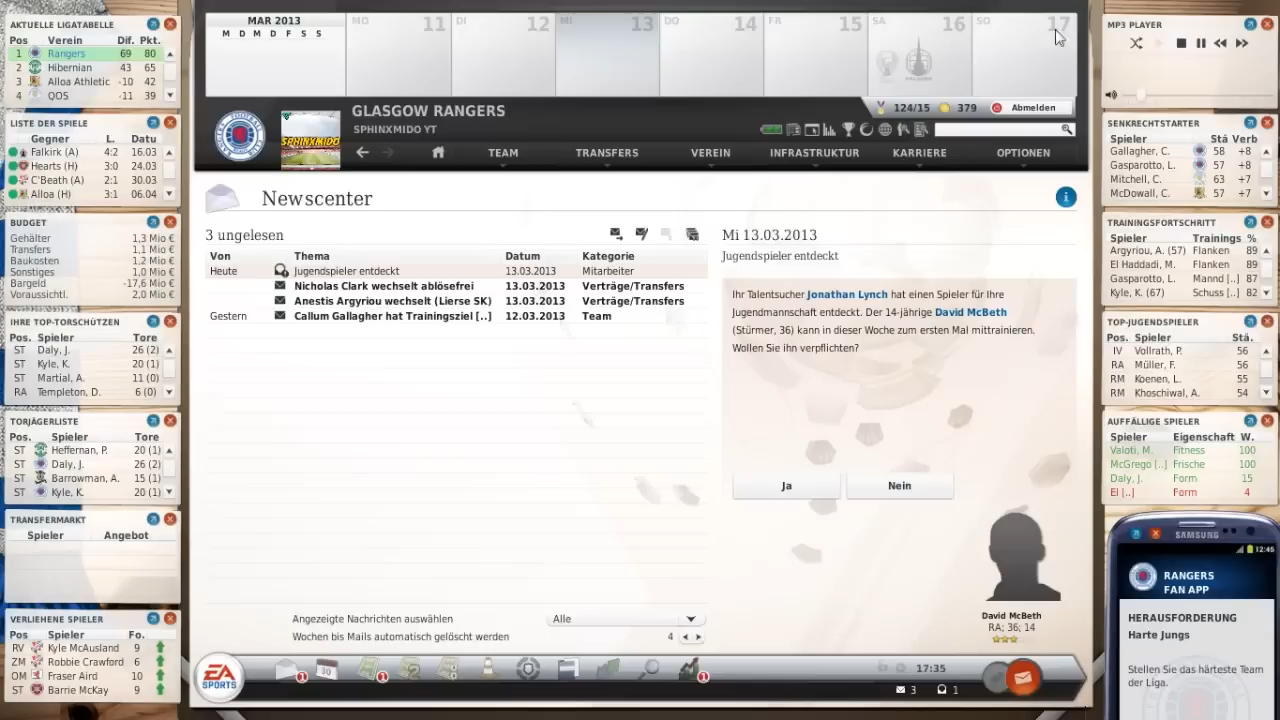 AKTUELLE LIGATABELLE
Pos Verein Dif. Pkt.
1 Rangers 69 80
2 Hibernian 43 65
3 Alloa Athletic -10 42
4 QOS -11 39
LISTE DER SPIELE
Gegner L. Datu
Falkirk (A) 4:2 16.03
Hearts (H) 3:0 24.03
C'Beath (A) 2:1 30.03
Alloa (H) 3:1 06.04
BUDGET
Gehälter 1,3 Mio €
Transfers 1,1 Mio €
Baukosten 1,2 Mio €
Sonstiges 1,0 Mio €
Bargeld -17,6 Mio €
Voraussichtl. 2,0 Mio €
IHRE TOP-TORSCHÜTZEN
Pos. Spieler Tore
ST Daly, J. 26 (2)
ST Kyle, K. 20 (1)
ST Martial, A. 11 (0)
RA Templeton, D. 6 (0)
TORJÄGERLISTE
Pos. Spieler Tore
ST Heffernan, P. 20 (1)
ST Daly, J. 26 (2)
ST Barrowman, A. 15 (1)
ST Kyle, K. 20 (1)
TRANSFERMARKT
Spieler Angebot
VERLIEHENE SPIELER
Pos Spieler Fo.
RV Kyle McAusland 9
ZM Robbie Crawford 6
OM Fraser Aird 10
ST Barrie McKay 9
MAR 2013
M D M D F S S
MO 11 DI 12 MI 13 DO 14 FR 15 SA 16 SO 17
GLASGOW RANGERS
SPHINXMIDO YT
SPHINXMIDO
124/15 379 Abmelden
TEAM TRANSFERS VEREIN INFRASTRUKTUR KARRIERE OPTIONEN
Newscenter
3 ungelesen
Von Thema Datum Kategorie
Heute Jugendspieler entdeckt 13.03.2013 Mitarbeiter
Nicholas Clark wechselt ablösefrei 13.03.2013 Verträge/Transfers
Anestis Argyriou wechselt (Lierse SK) 13.03.2013 Verträge/Transfers
Gestern Callum Gallagher hat Trainingsziel [..] 12.03.2013 Team
Mi 13.03.2013
Jugendspieler entdeckt
Ihr Talentsucher Jonathan Lynch hat einen Spieler für Ihre
Jugendmannschaft entdeckt. Der 14-jährige David McBeth
(Stürmer, 36) kann in dieser Woche zum ersten Mal mittrainieren.
Wollen Sie ihn verpflichten?
Ja Nein
David McBeth
RA; 36; 14
Angezeigte Nachrichten auswählen Alle
Wochen bis Mails automatisch gelöscht werden 4
EA SPORTS
1 30 1 2 1
17:35
3 1
MP3 PLAYER
SENKRECHTSTARTER
Spieler Stä Verb
Gallagher, C. 58 +8
Gasparotto, L. 57 +8
Mitchell, C. 63 +7
McDowall, C. 57 +7
TRAININGSFORTSCHRITT
Spieler Trainings %
Argyriou, A. (57) Flanken 89
El Haddadi, M. Flanken 89
Gasparotto, L. Mannd [..] 87
Kyle, K. (67) Schuss [..] 82
TOP-JUGENDSPIELER
Pos. Spieler Stä.
IV Vollrath, P. 56
RA Müller, F. 56
RM Koenen, L. 55
RM Khoschiwal, A. 54
AUFFÄLLIGE SPIELER
Spieler Eigenschaft W.
Valoti, M. Fitness 100
McGrego [..] Frische 100
Daly, J. Form 15
El [..] Form 4
SAMSUNG
12:46
RANGERS
FAN APP
HERAUSFORDERUNG
Harte Jungs
Stellen Sie das härteste Team
der Liga.